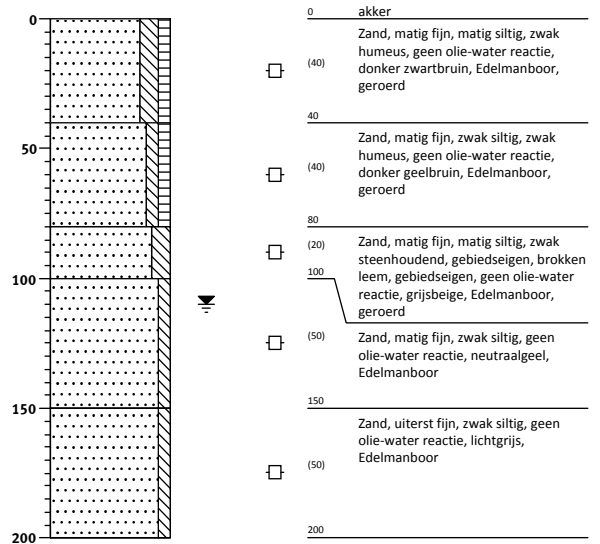 0
50
100
150
200
0 akker
(40)
Zand, matig fijn, matig siltig, zwak
humeus, geen olie-water reactie,
donker zwartbruin, Edelmanboor,
geroerd
40
(40)
Zand, matig fijn, zwak siltig, zwak
humeus, geen olie-water reactie,
donker geelbruin, Edelmanboor,
geroerd
80
(20)
Zand, matig fijn, matig siltig, zwak
steenhoudend, gebiedseigen, brokken
leem, gebiedseigen, geen olie-water
reactie, grijsbeige, Edelmanboor,
geroerd
100
(50)
Zand, matig fijn, zwak siltig, geen
olie-water reactie, neutraalgeel,
Edelmanboor
150
(50)
Zand, uiterst fijn, zwak siltig, geen
olie-water reactie, lichtgrijs,
Edelmanboor
200